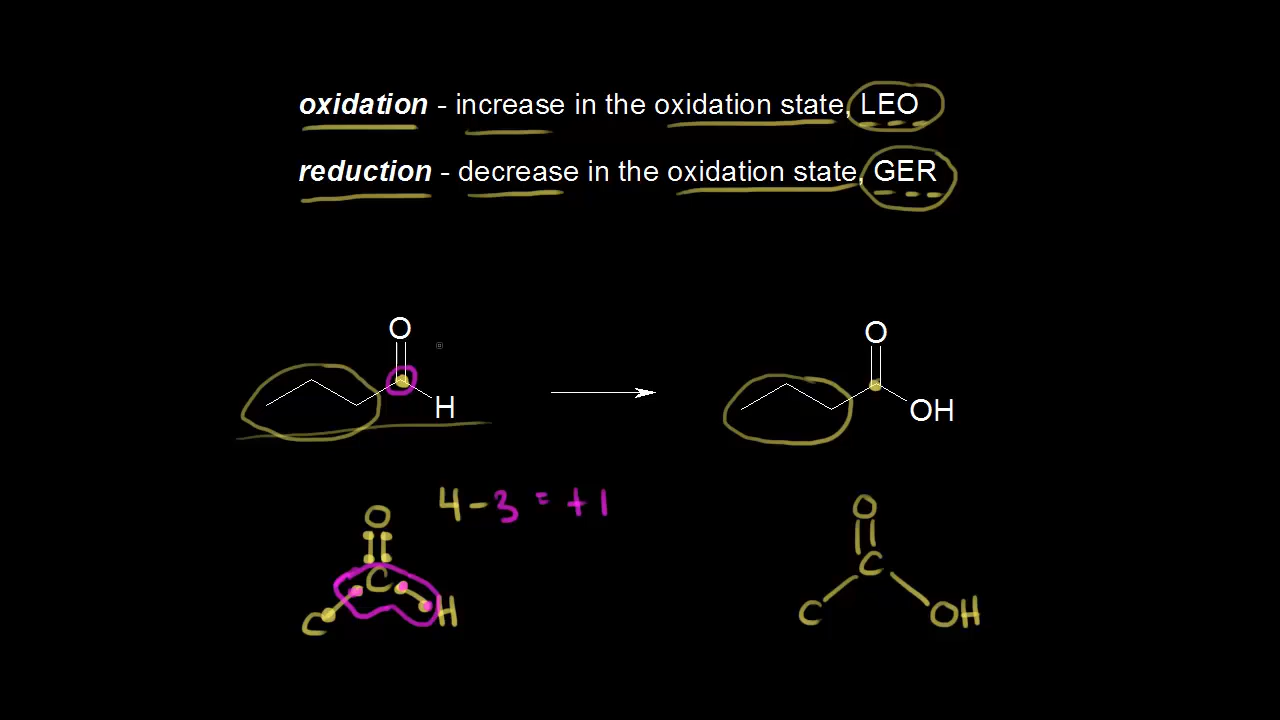 oxidation - increase in the oxidation state, LEO
reduction - decrease in the oxidation state, GER
O
O
H
OH
4 - 3 = +1
O
O
C
C
C
H
C
OH